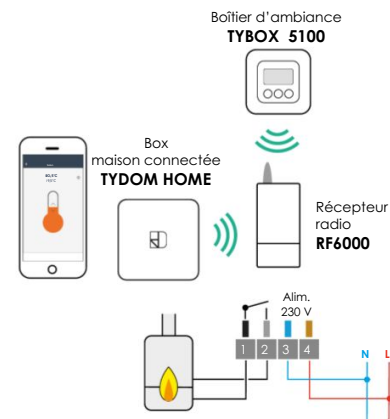 Boîtier d’ambiance
TYBOX 5100
Box
maison connectée
TYDOM HOME
Récepteur
radio
RF6000
Alim.
230 V
1 2 3 4
N L